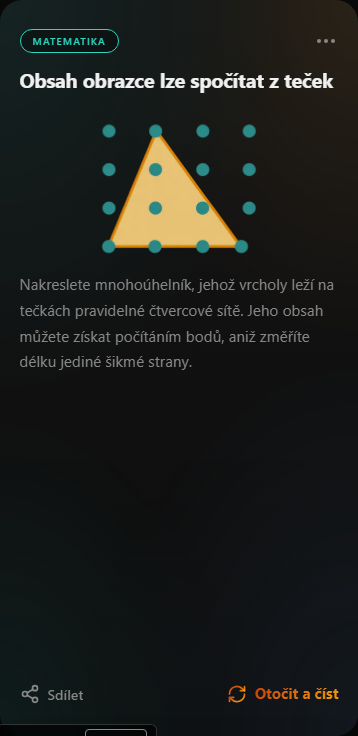 MATEMATIKA
Obsah obrazce lze spočítat z teček
Nakreslete mnohoúhelník, jehož vrcholy leží na
tečkách pravidelné čtvercové sítě. Jeho obsah
můžete získat počítáním bodů, aniž změříte
délku jediné šikmé strany.
Sdílet
Otočit a číst